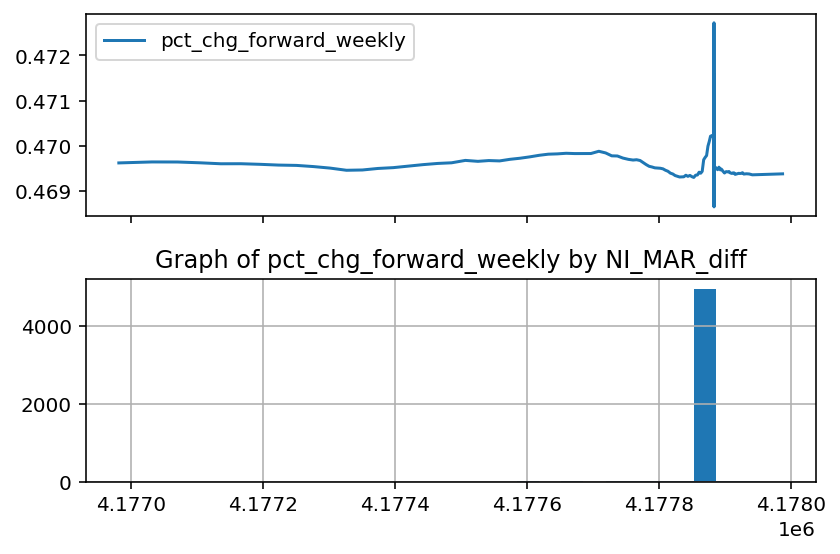 pct_chg_forward_weekly
0.472
0.471
0.470
0.469
Graph of pct_chg_forward_weekly by NI_MAR_diff
4000
2000
0
4.1770 4.1772 4.1774 4.1776 4.1778 4.1780
1e6